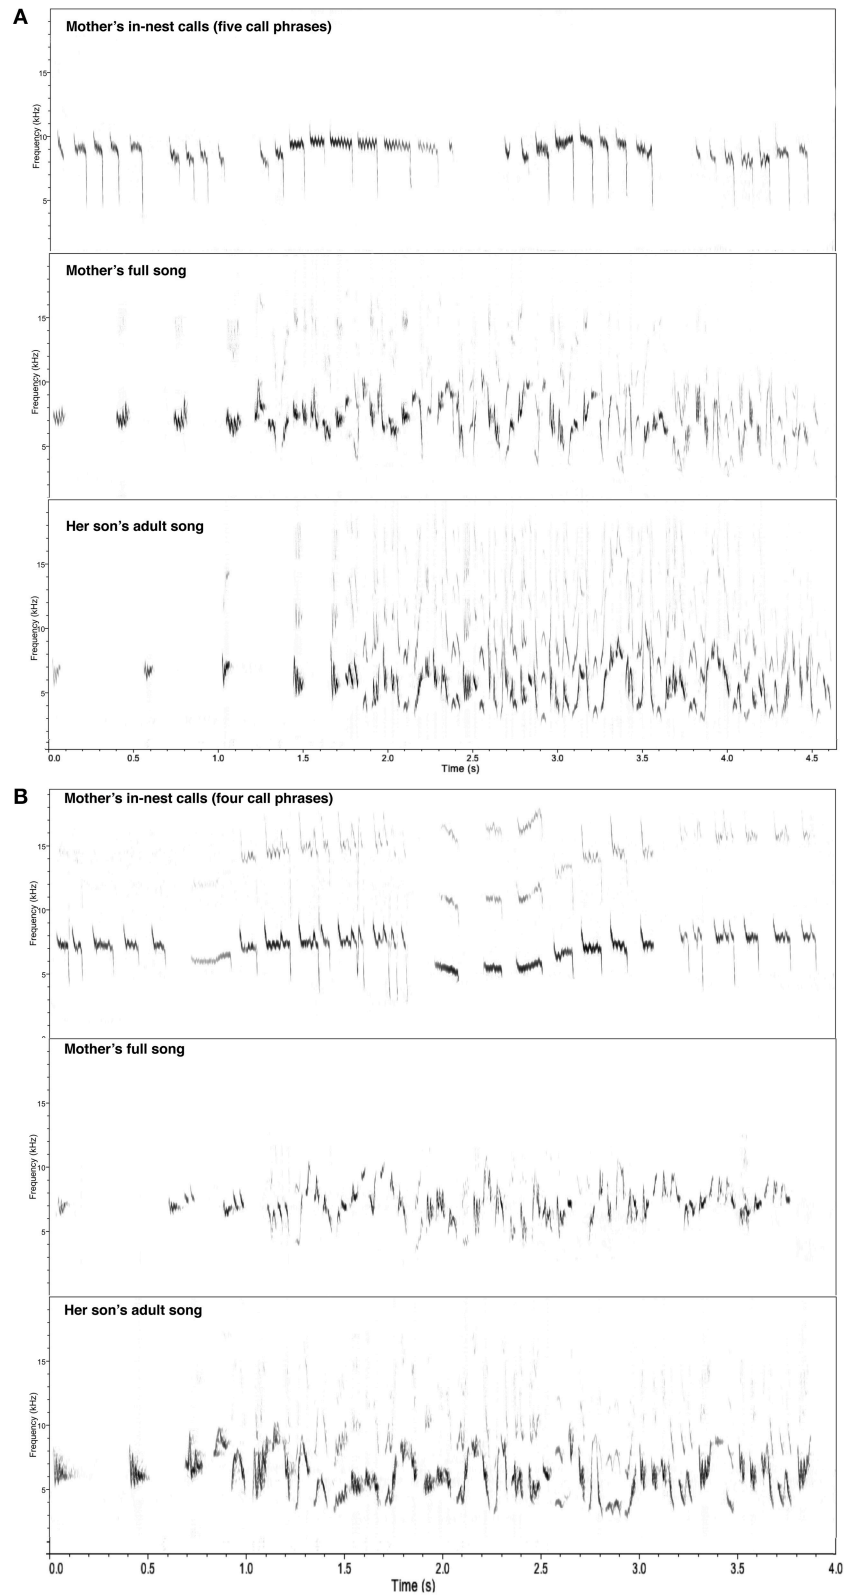 A
Mother's in-nest calls (five call phrases)
Frequency (kHz)
15
10
5
Mother's full song
Frequency (kHz)
15
10
5
Her son's adult song
Frequency (kHz)
15
10
5
0.0 0.5 1.0 1.5 2.0 2.5 3.0 3.5 4.0 4.5
Time (s)
B
Mother's in-nest calls (four call phrases)
Frequency (kHz)
15
10
5
Mother's full song
Frequency (kHz)
15
10
5
Her son's adult song
Frequency (kHz)
15
10
5
0.0 0.5 1.0 1.5 2.0 2.5 3.0 3.5 4.0
Time (s)